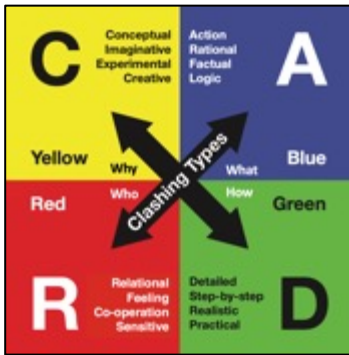 C
Conceptual
Imaginative
Experimental
Creative
Yellow
Why
Action
Rational
Factual
Logic
A
What
Blue
Clashing Types
Red
Who
R
Relational
Feeling
Co-operation
Sensitive
How
Green
Detailed
Step-by-step
Realistic
Practical
D